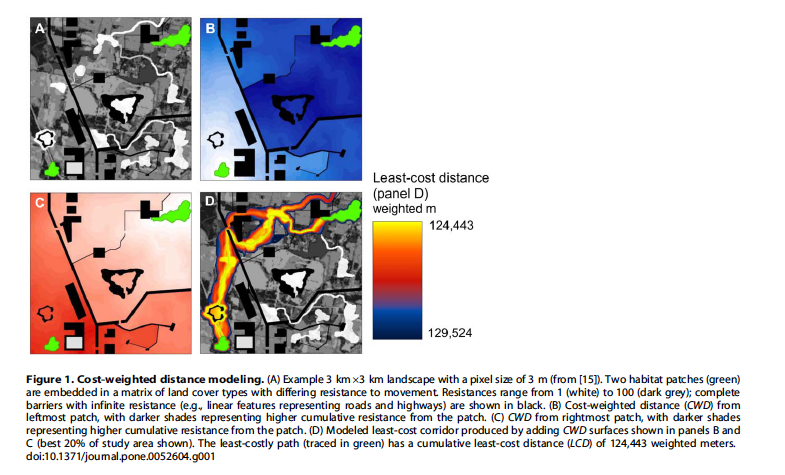 A
B
C
D
Least-cost distance
(panel D)
weighted m
124,443
129,524
Figure 1. Cost-weighted distance modeling. (A) Example 3 km×3 km landscape with a pixel size of 3 m (from [15]). Two habitat patches (green)
are embedded in a matrix of land cover types with differing resistance to movement. Resistances range from 1 (white) to 100 (dark grey); complete
barriers with infinite resistance (e.g., linear features representing roads and highways) are shown in black. (B) Cost-weighted distance (CWD) from
leftmost patch, with darker shades representing higher cumulative resistance from the patch. (C) CWD from rightmost patch, with darker shades
representing higher cumulative resistance from the patch. (D) Modeled least-cost corridor produced by adding CWD surfaces shown in panels B and
C (best 20% of study area shown). The least-costly path (traced in green) has a cumulative least-cost distance (LCD) of 124,443 weighted meters.
doi:10.1371/journal.pone.0052604.g001